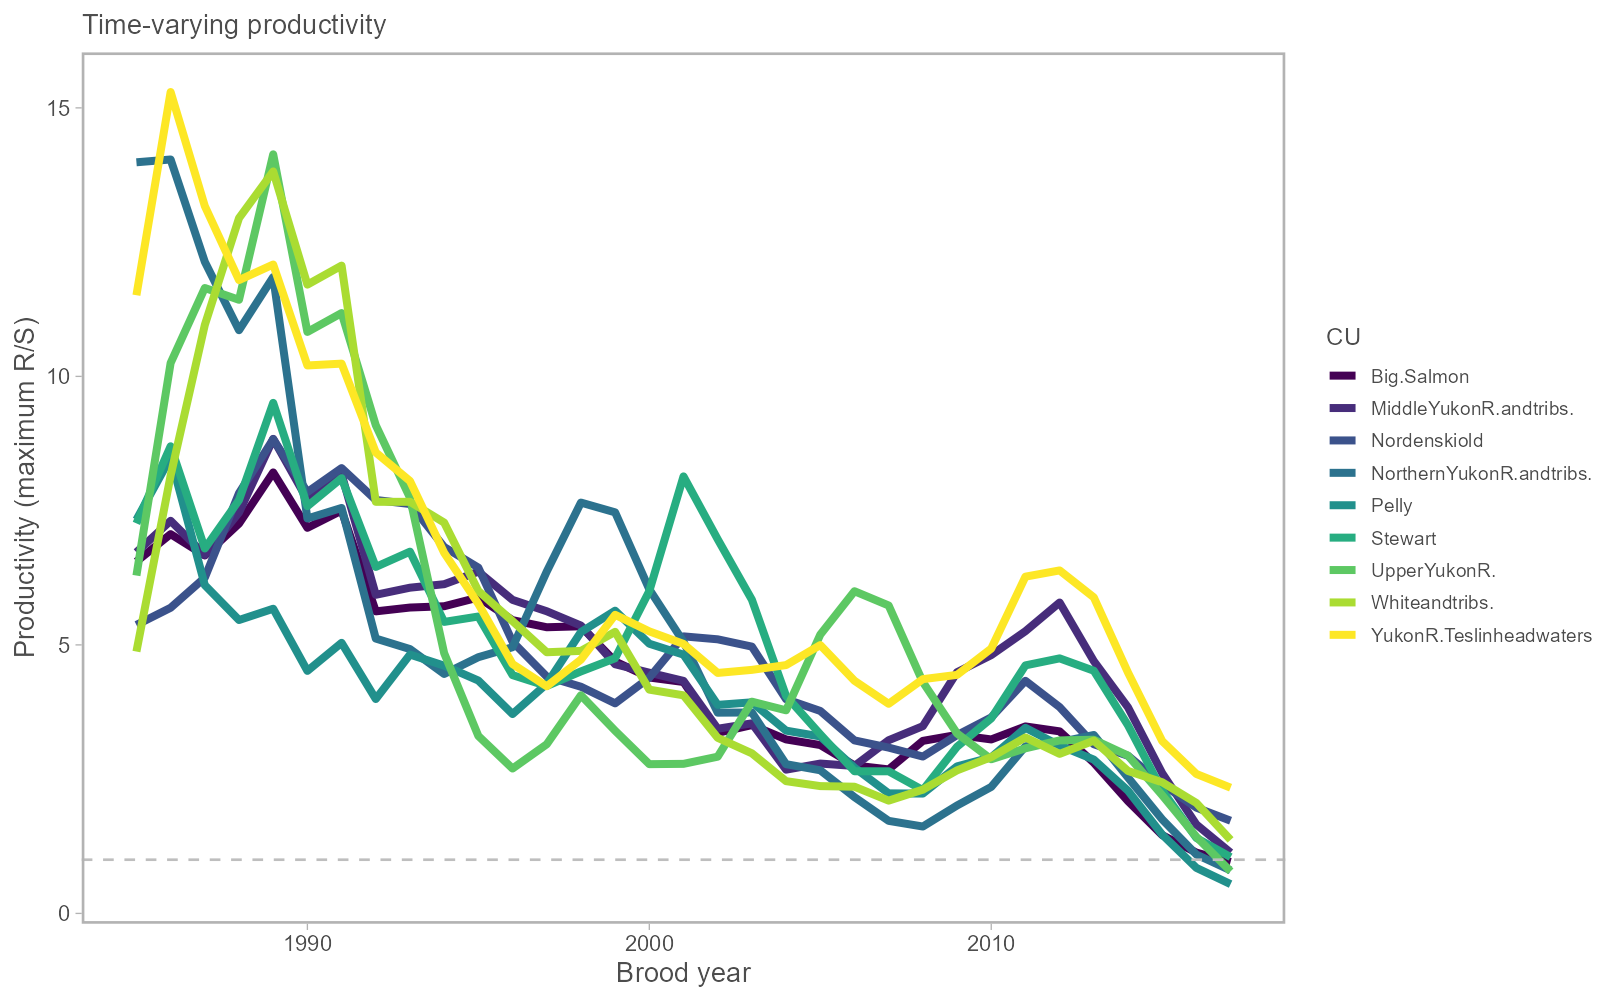 Time-varying productivity
Productivity (maximum R/S)
15
10
5
0
1990
2000
2010
Brood year
CU
Big.Salmon
MiddleYukonR.andtribs.
Nordenskiold
NorthernYukonR.andtribs.
Pelly
Stewart
UpperYukonR.
Whiteandtribs.
YukonR.Teslinheadwaters